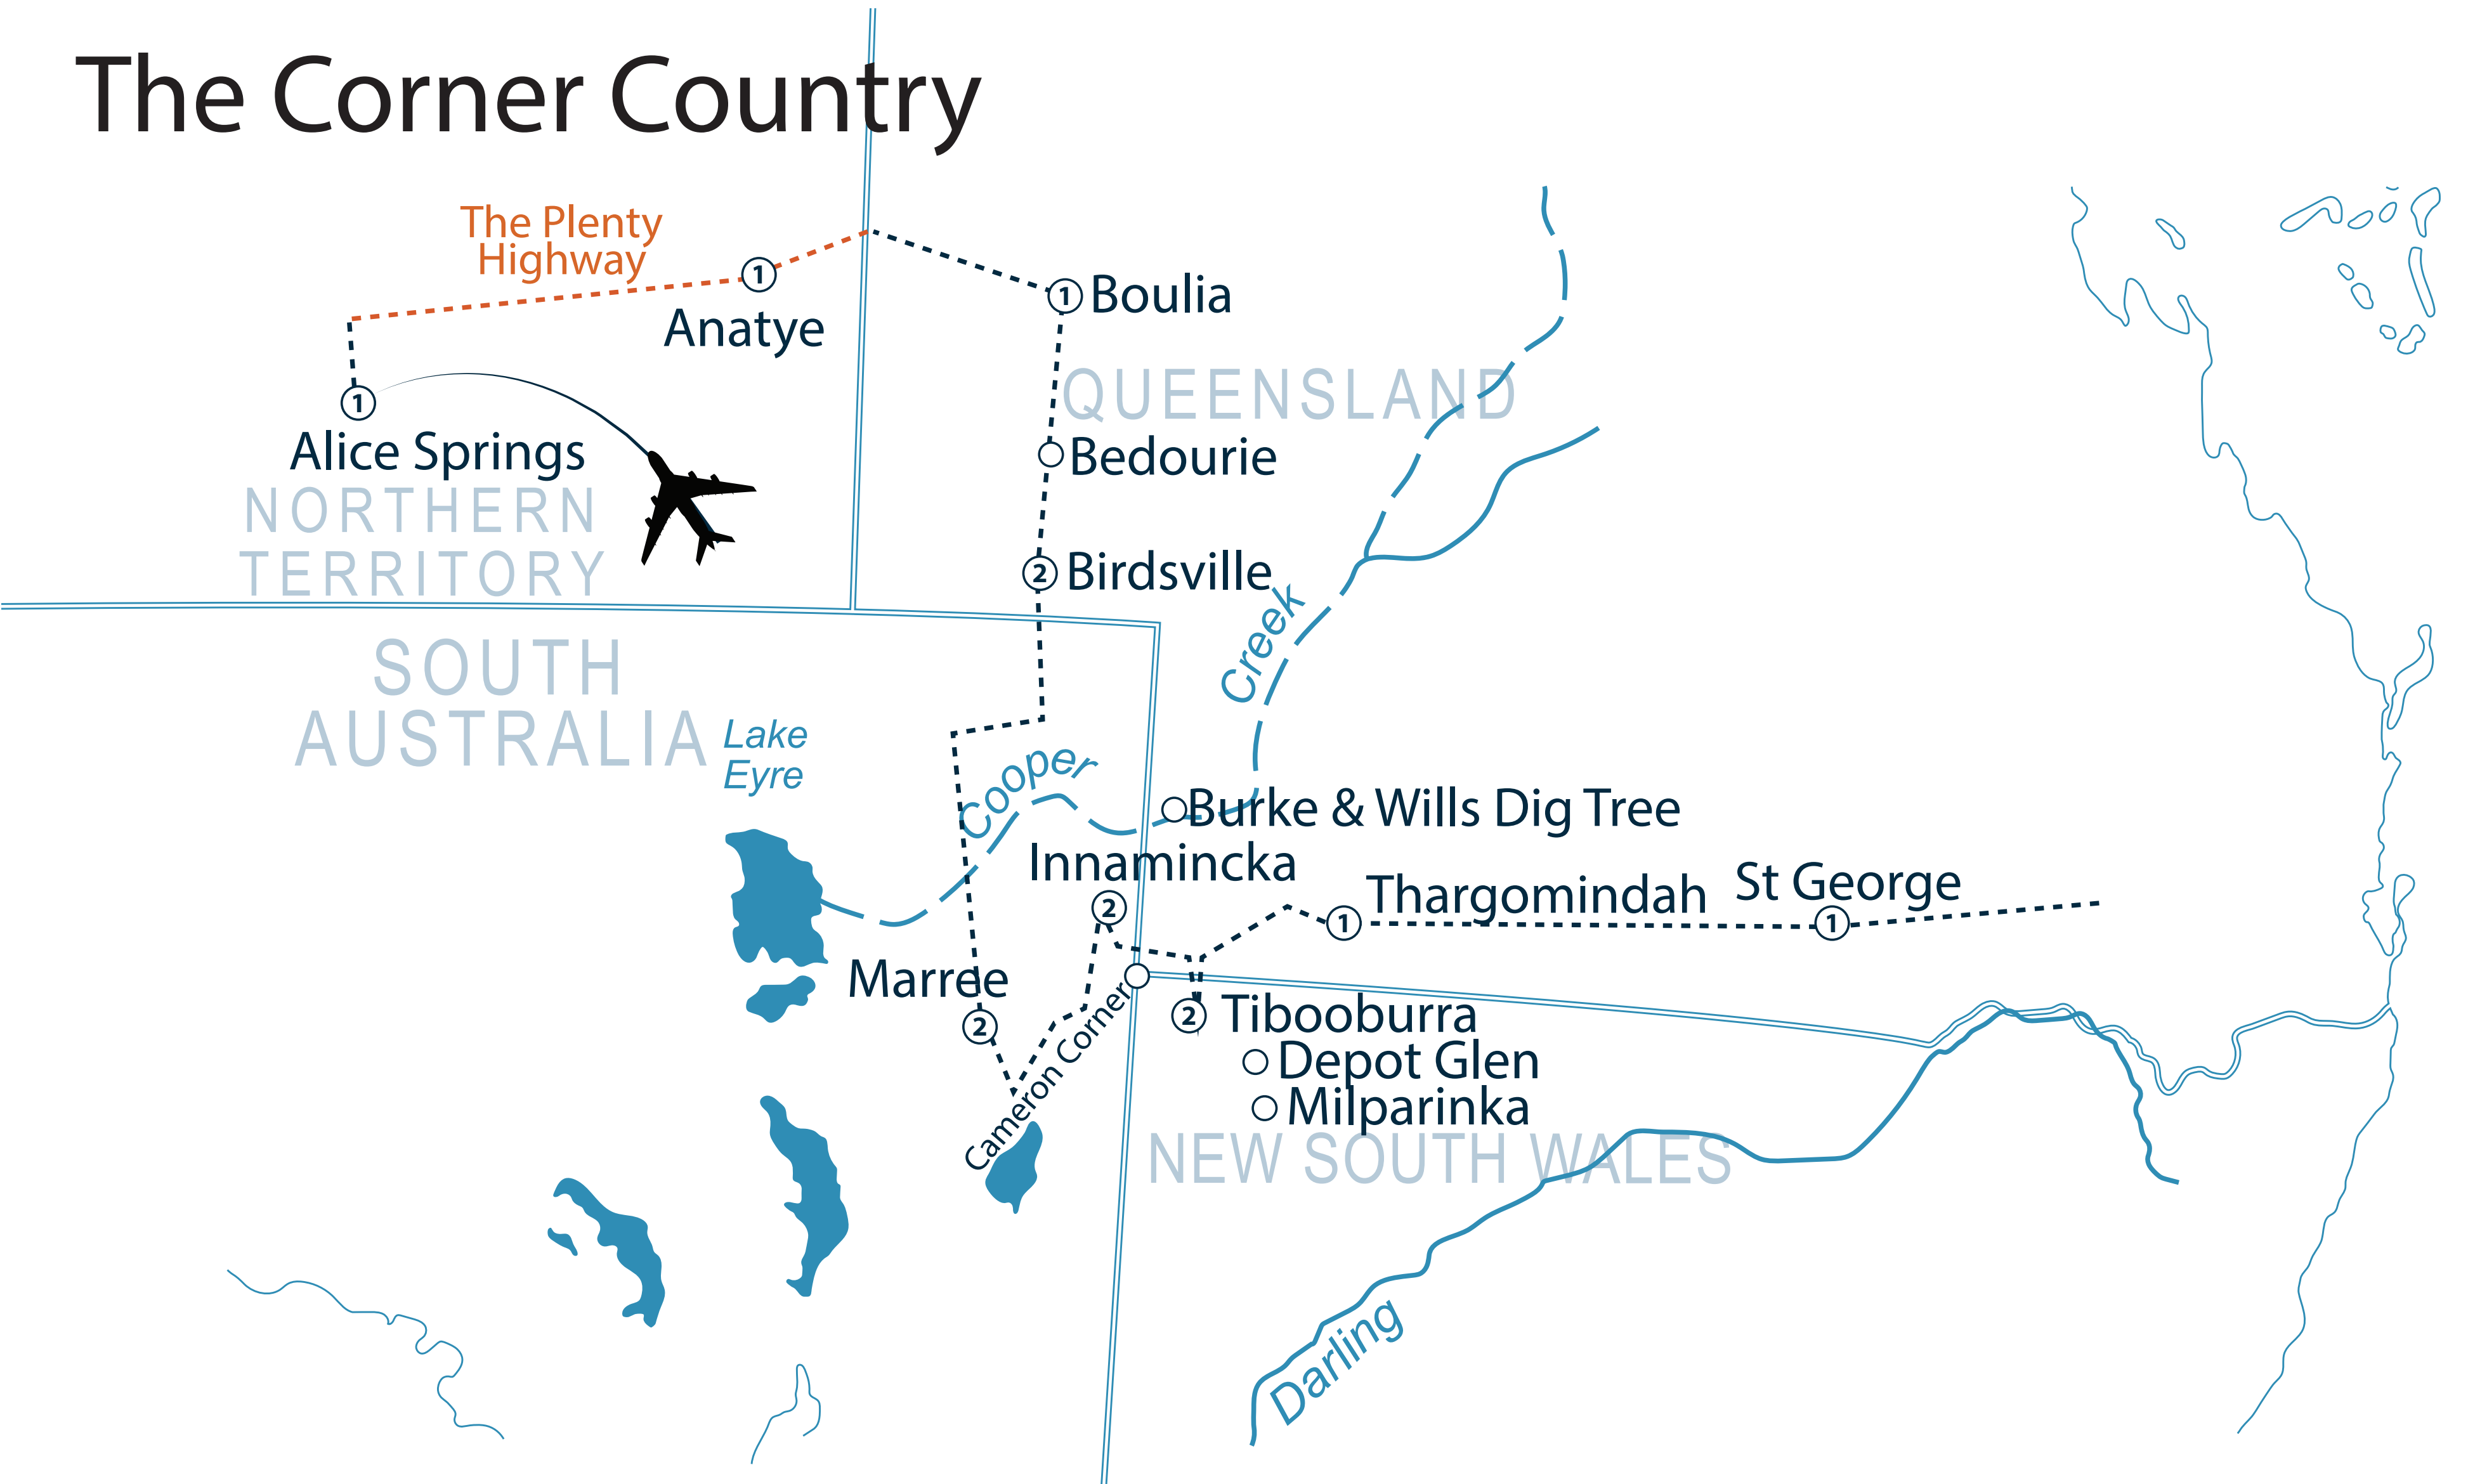 The Corner Country
The Plenty
Highway
1
Anatye
1
Boulia
1
Alice Springs
QUEENSLAND
Bedourie
NORTHERN
TERRITORY
2
Birdsville
Creek
SOUTH
AUSTRALIA
Lake
Eyre
Cooper
Burke & Wills Dig Tree
Innamincka
2
Thargomindah
1
St George
1
Marree
2
Cameron Corner
2
Tibooburra
Depot Glen
Milparinka
NEW SOUTH WALES
Darling